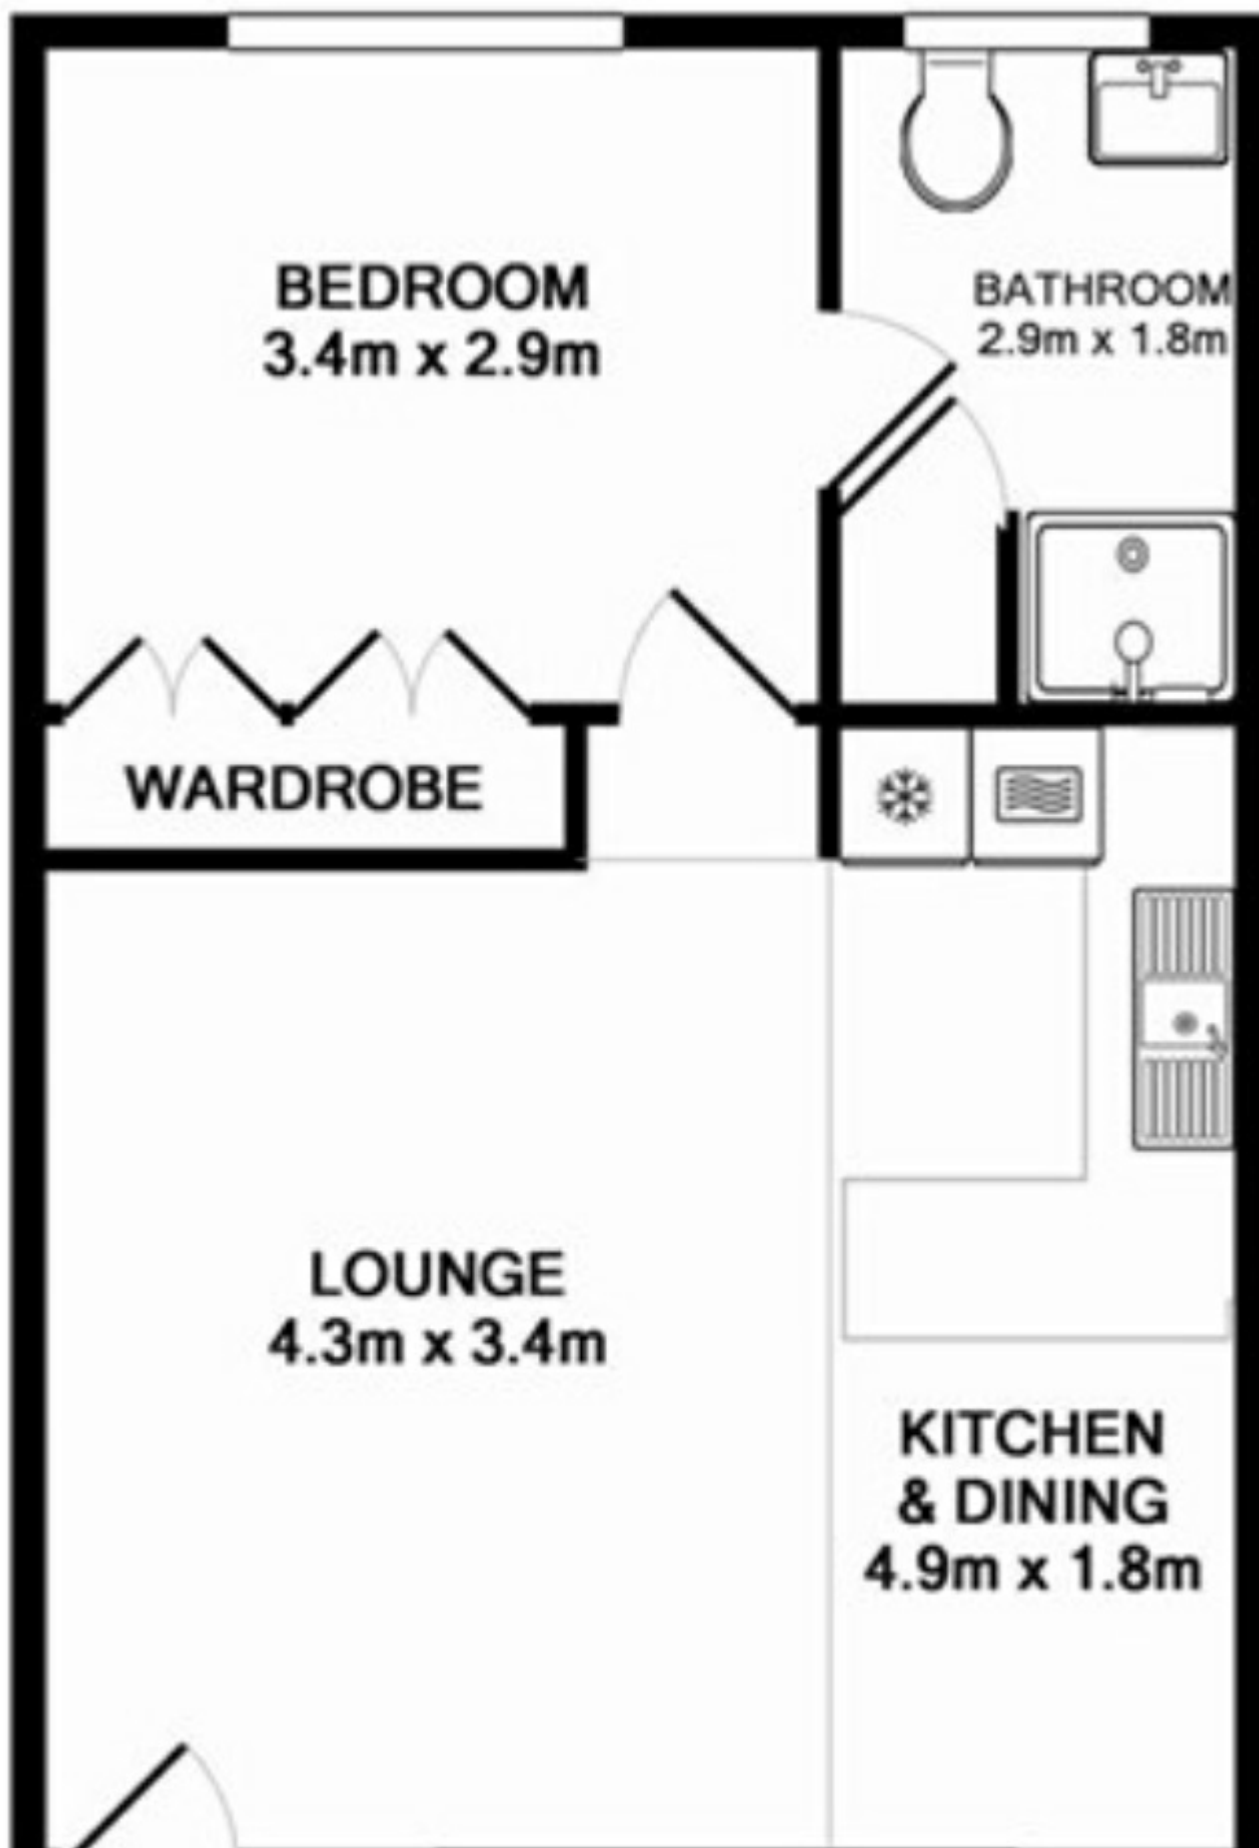 BEDROOM
3.4m x 2.9m
BATHROOM
2.9m x 1.8m
WARDROBE
LOUNGE
4.3m x 3.4m
KITCHEN
& DINING
4.9m x 1.8m